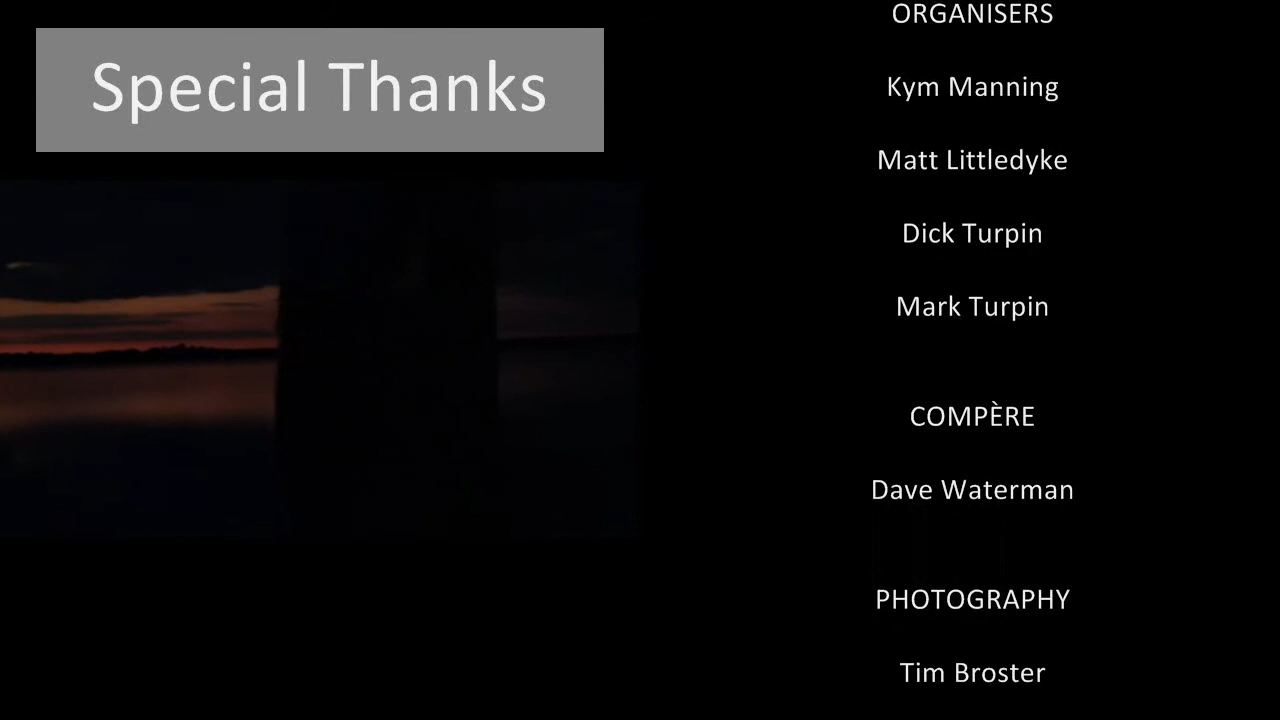 Special Thanks
ORGANISERS
Kym Manning
Matt Littledyke
Dick Turpin
Mark Turpin
COMPÈRE
Dave Waterman
PHOTOGRAPHY
Tim Broster